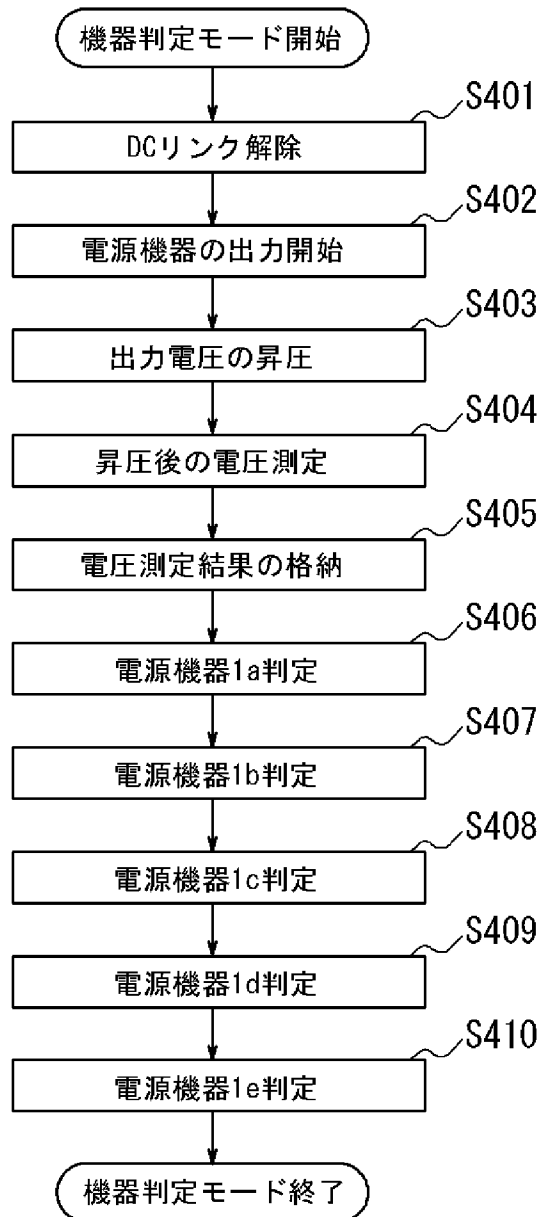 機器判定モード開始
S401
DCリンク解除
S402
電源機器の出力開始
S403
出力電圧の昇圧
S404
昇圧後の電圧測定
S405
電圧測定結果の格納
S406
電源機器1a判定
S407
電源機器1b判定
S408
電源機器1c判定
S409
電源機器1d判定
S410
電源機器1e判定
機器判定モード終了